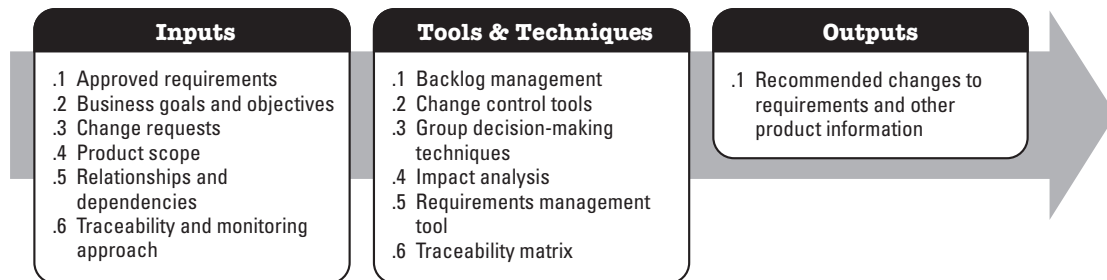 Inputs
.1 Approved requirements
.2 Business goals and objectives
.3 Change requests
.4 Product scope
.5 Relationships and
dependencies
.6 Traceability and monitoring
approach
Tools & Techniques
.1 Backlog management
.2 Change control tools
.3 Group decision-making
techniques
.4 Impact analysis
.5 Requirements management
tool
.6 Traceability matrix
Outputs
.1 Recommended changes to
requirements and other
product information